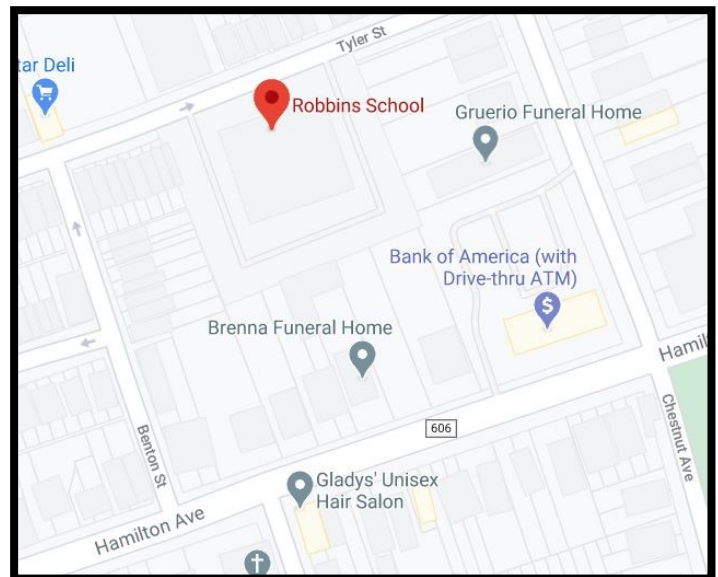 Tyler St
tar Deli
Robbins School
Gruerio Funeral Home
Bank of America (with
Drive-thru ATM)
$
Brenna Funeral Home
Hamil
606
Chestnut Ave
Benton St
Gladys' Unisex
Hair Salon
Hamilton Ave